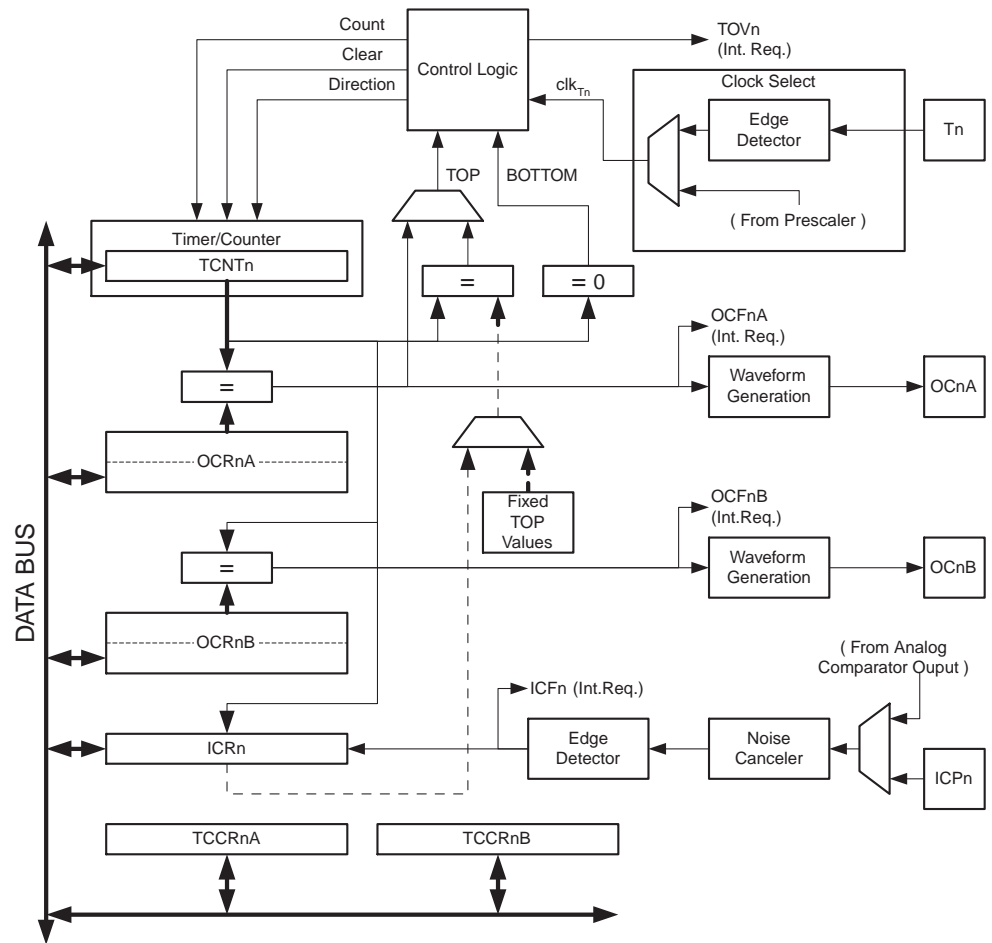 Count
Clear
Direction
Control Logic
TOVn
(Int. Req.)
clkTn
Clock Select
Edge
Detector
Tn
( From Prescaler )
TOP
BOTTOM
Timer/Counter
TCNTn
=
= 0
OCFnA
(Int. Req.)
=
Waveform
Generation
OCnA
OCRnA
Fixed
TOP
Values
OCFnB
(Int.Req.)
=
Waveform
Generation
OCnB
OCRnB
DATA BUS
( From Analog
Comparator Ouput )
ICFn (Int.Req.)
ICRn
Edge
Detector
Noise
Canceler
ICPn
TCCRnA
TCCRnB